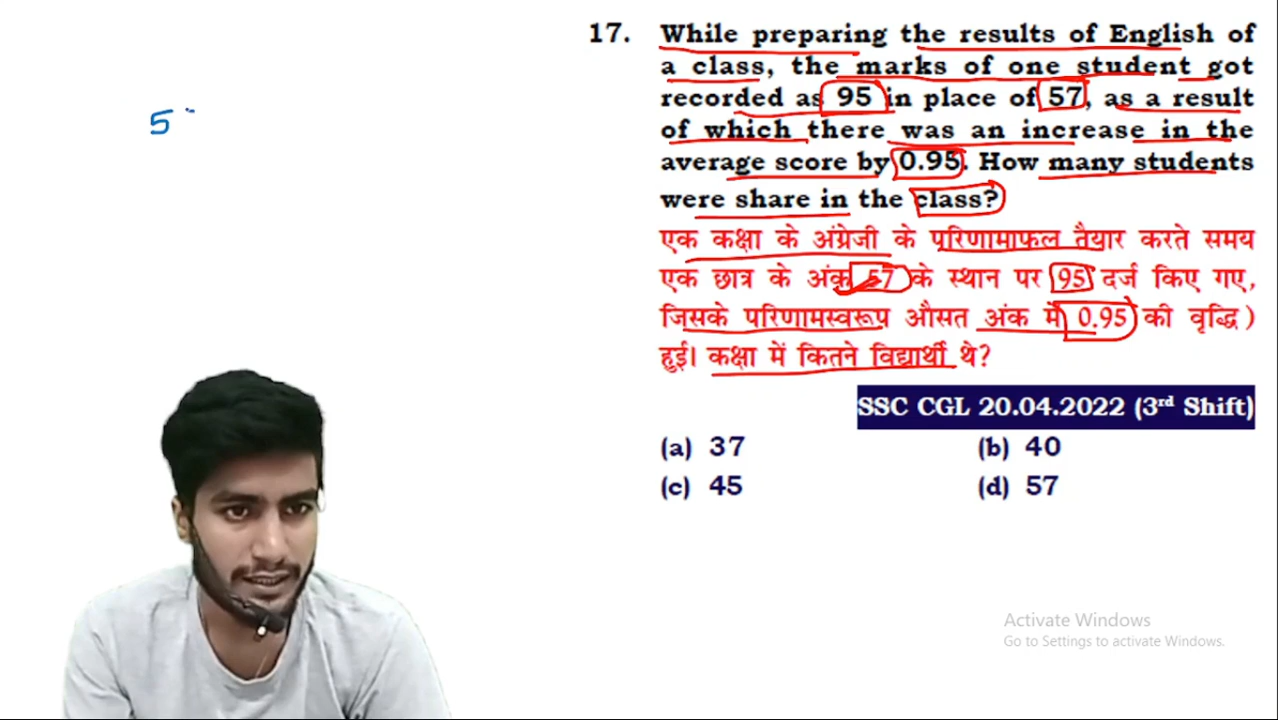 5
17. While preparing the results of English of
a class, the marks of one student got
recorded as 95 in place of 57, as a result
of which there was an increase in the
average score by 0.95. How many students
were share in the class?
एक कक्षा के अंग्रेजी के परिणामाफल तैयार करते समय
एक छात्र के अंक 57 के स्थान पर 95 दर्ज किए गए,
जिसके परिणामस्वरूप औसत अंक में 0.95 की वृद्धि)
हुई। कक्षा में कितने विद्यार्थी थे?
SSC CGL 20.04.2022 (3rd Shift)
(a) 37 (b) 40
(c) 45 (d) 57
Activate Windows
Go to Settings to activate Windows.